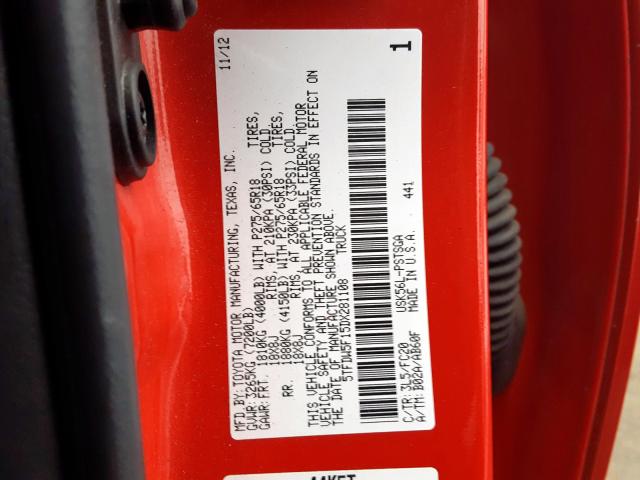 MFD BY: TOYOTA MOTOR MANUFACTURING, TEXAS, INC. 11/12
GVWR: 3265KG (7200LB)
GAWR: FRT. 1810KG (4000LB) WITH P275/65R18 TIRES,
18X8J RIMS, AT 210KPA (30PSI) COLD.
RR. 1880KG (4150LB) WITH P275/65R18 TIRES,
18X8J RIMS, AT 230KPA (33PSI) COLD.
THIS VEHICLE CONFORMS TO ALL APPLICABLE FEDERAL MOTOR
VEHICLE SAFETY AND THEFT PREVENTION STANDARDS IN EFFECT ON
THE DATE OF MANUFACTURE SHOWN ABOVE.
5TFDW5F15DX281108 TRUCK
C/TR: 3L5/FC20 USK56L-PSTSGA
A/TM: B02A/AB60F MADE IN U.S.A. 441
1